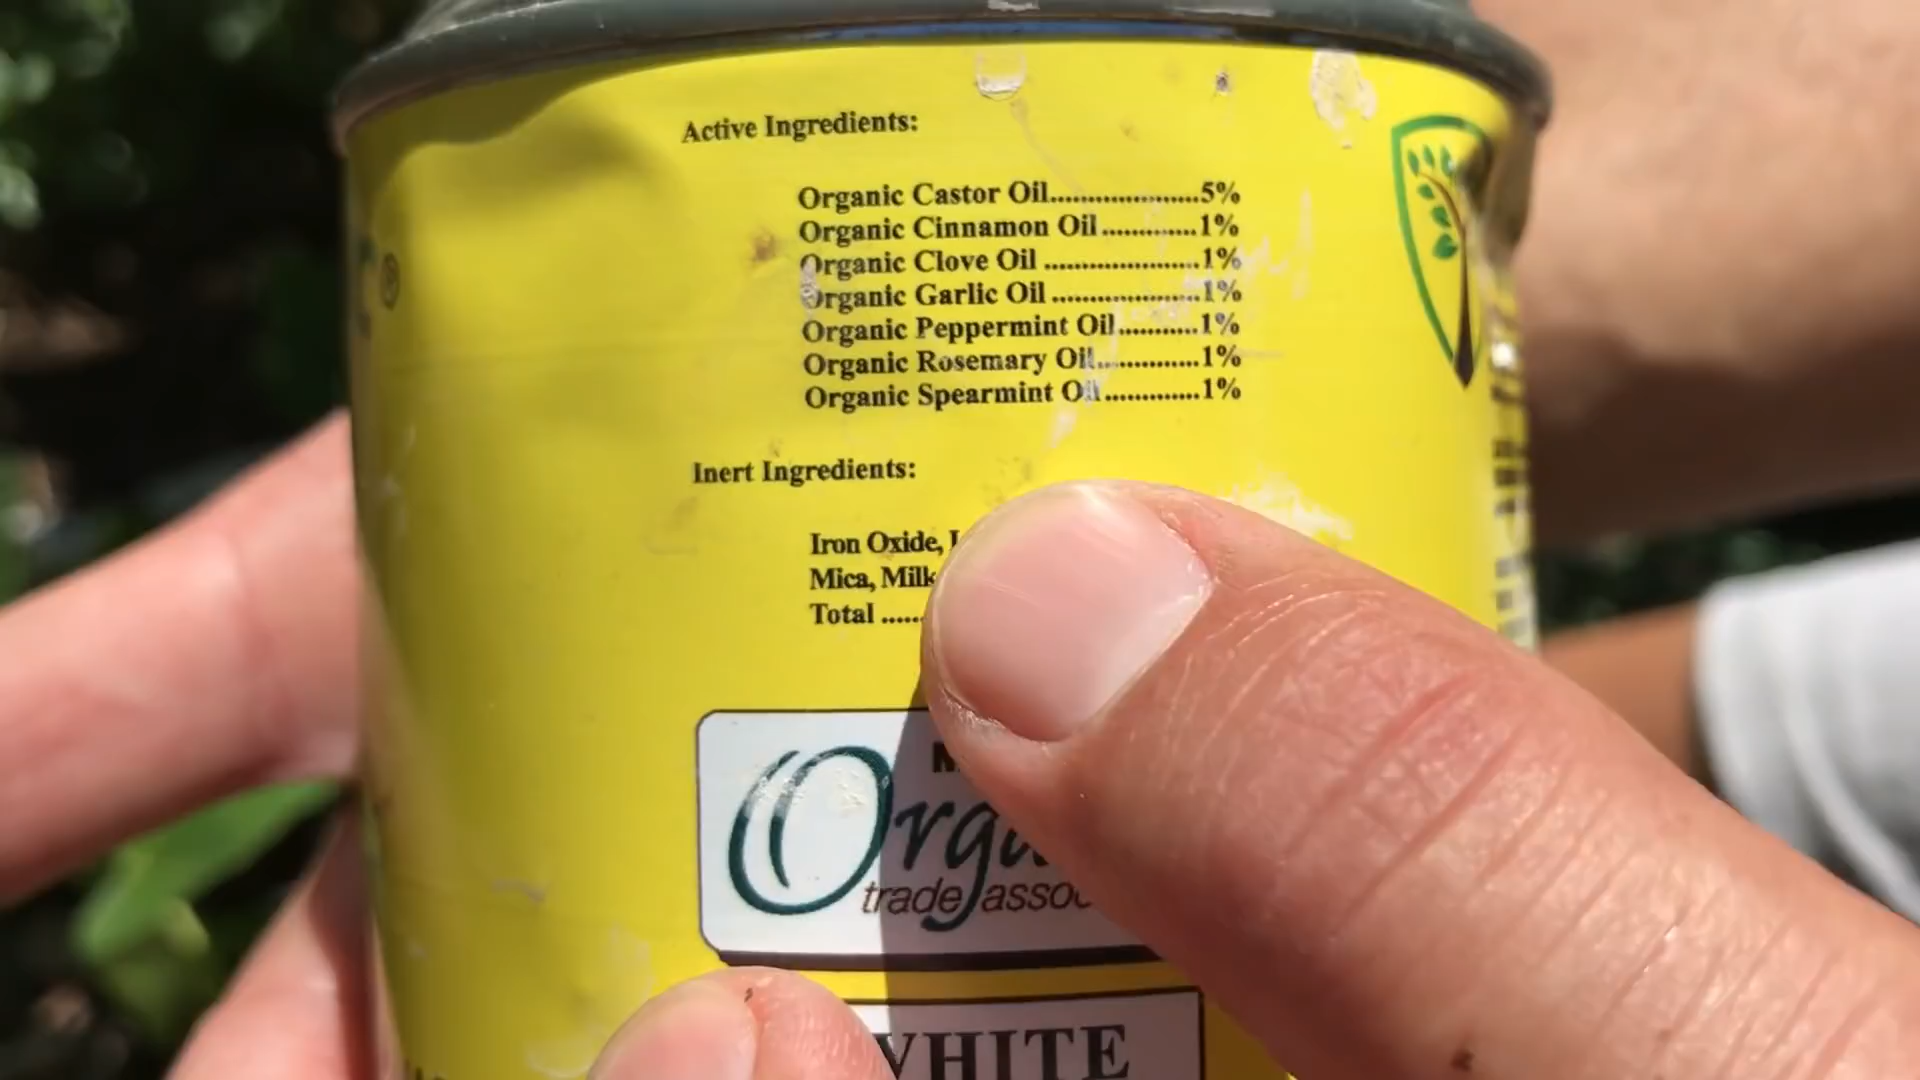 Active Ingredients:
Organic Castor Oil....................5%
Organic Cinnamon Oil.............1%
Organic Clove Oil .....................1%
Organic Garlic Oil ....................1%
Organic Peppermint Oil...........1%
Organic Rosemary Oil..............1%
Organic Spearmint Oil.............1%
®
Inert Ingredients:
Iron Oxide,
Mica, Milk
Total ......
trade assoc
WHITE